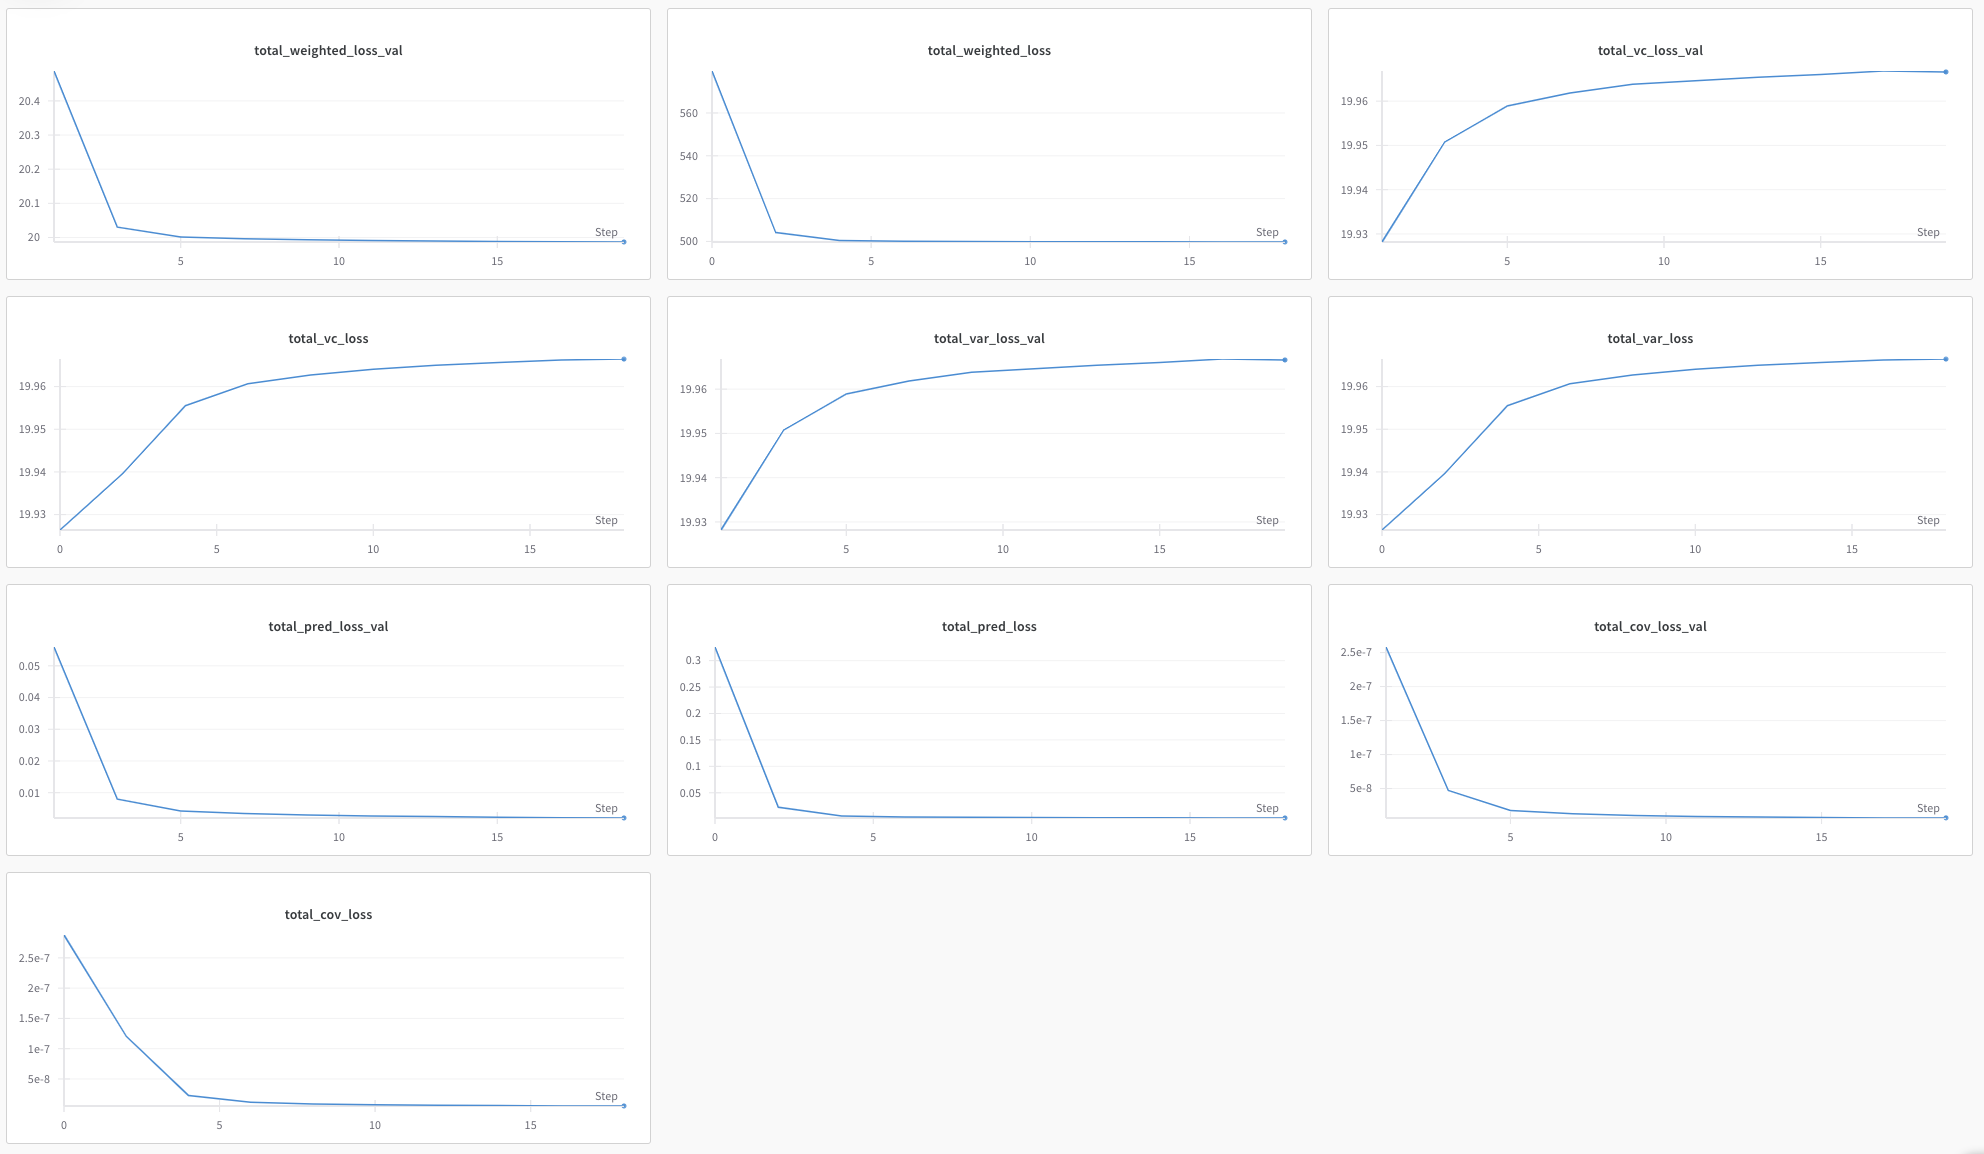 total_weighted_loss_val
20.4
20.3
20.2
20.1
20
Step
5 10 15
total_weighted_loss
560
540
520
500
Step
0 5 10 15
total_vc_loss_val
19.96
19.95
19.94
19.93
Step
5 10 15
total_vc_loss
19.96
19.95
19.94
19.93
Step
0 5 10 15
total_var_loss_val
19.96
19.95
19.94
19.93
Step
5 10 15
total_var_loss
19.96
19.95
19.94
19.93
Step
0 5 10 15
total_pred_loss_val
0.05
0.04
0.03
0.02
0.01
Step
5 10 15
total_pred_loss
0.3
0.25
0.2
0.15
0.1
0.05
Step
0 5 10 15
total_cov_loss_val
2.5e-7
2e-7
1.5e-7
1e-7
5e-8
Step
5 10 15
total_cov_loss
2.5e-7
2e-7
1.5e-7
1e-7
5e-8
Step
0 5 10 15